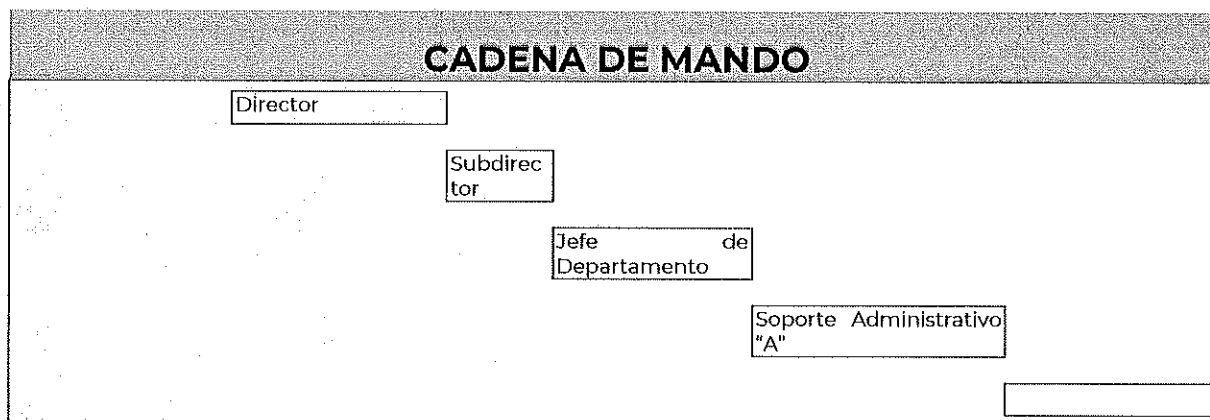 CADENA DE MANDO
Director
Subdirec
tor
Jefe de
Departamento
Soporte Administrativo
"A"